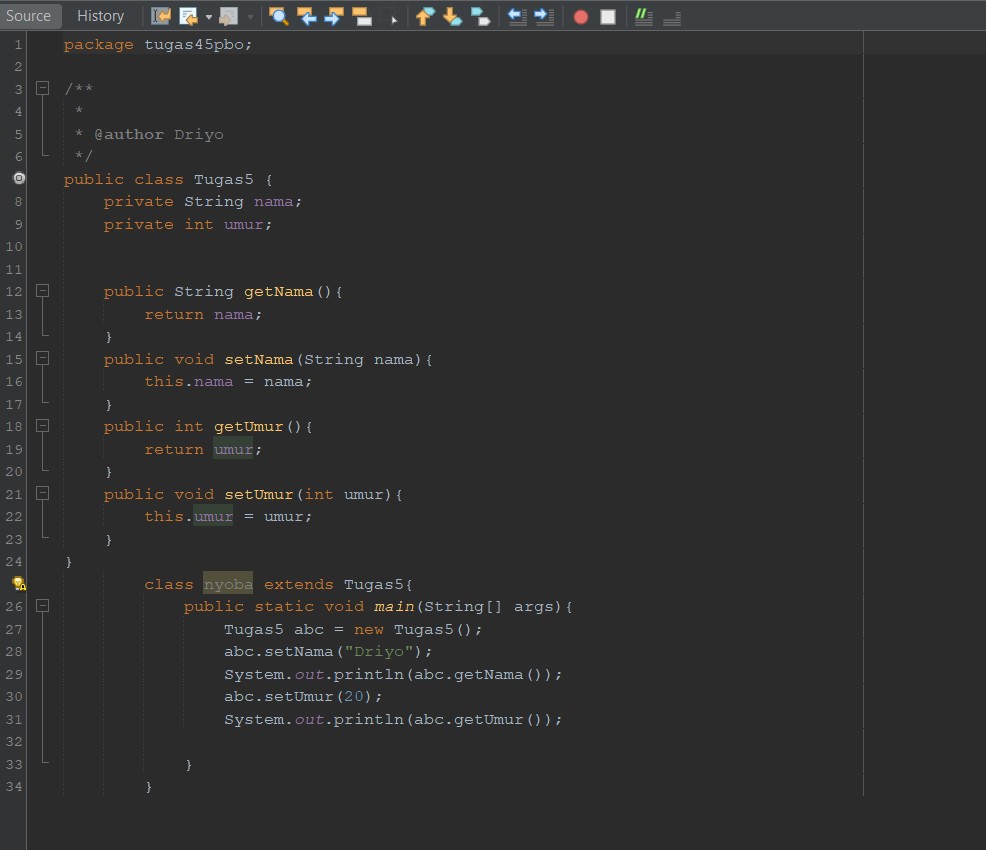 Source History
1 package tugas45pbo;
2
3 /**
4 *
5 * @author Driyo
6 */
public class Tugas5 {
8 private String nama;
9 private int umur;
10
11
12 public String getNama(){
13 return nama;
14 }
15 public void setNama(String nama){
16 this.nama = nama;
17 }
18 public int getUmur(){
19 return umur;
20 }
21 public void setUmur(int umur){
22 this.umur = umur;
23 }
24 }
class nyoba extends Tugas5{
26 public static void main(String[] args){
27 Tugas5 abc = new Tugas5();
28 abc.setNama("Driyo");
29 System.out.println(abc.getNama());
30 abc.setUmur(20);
31 System.out.println(abc.getUmur());
32
33 }
34 }